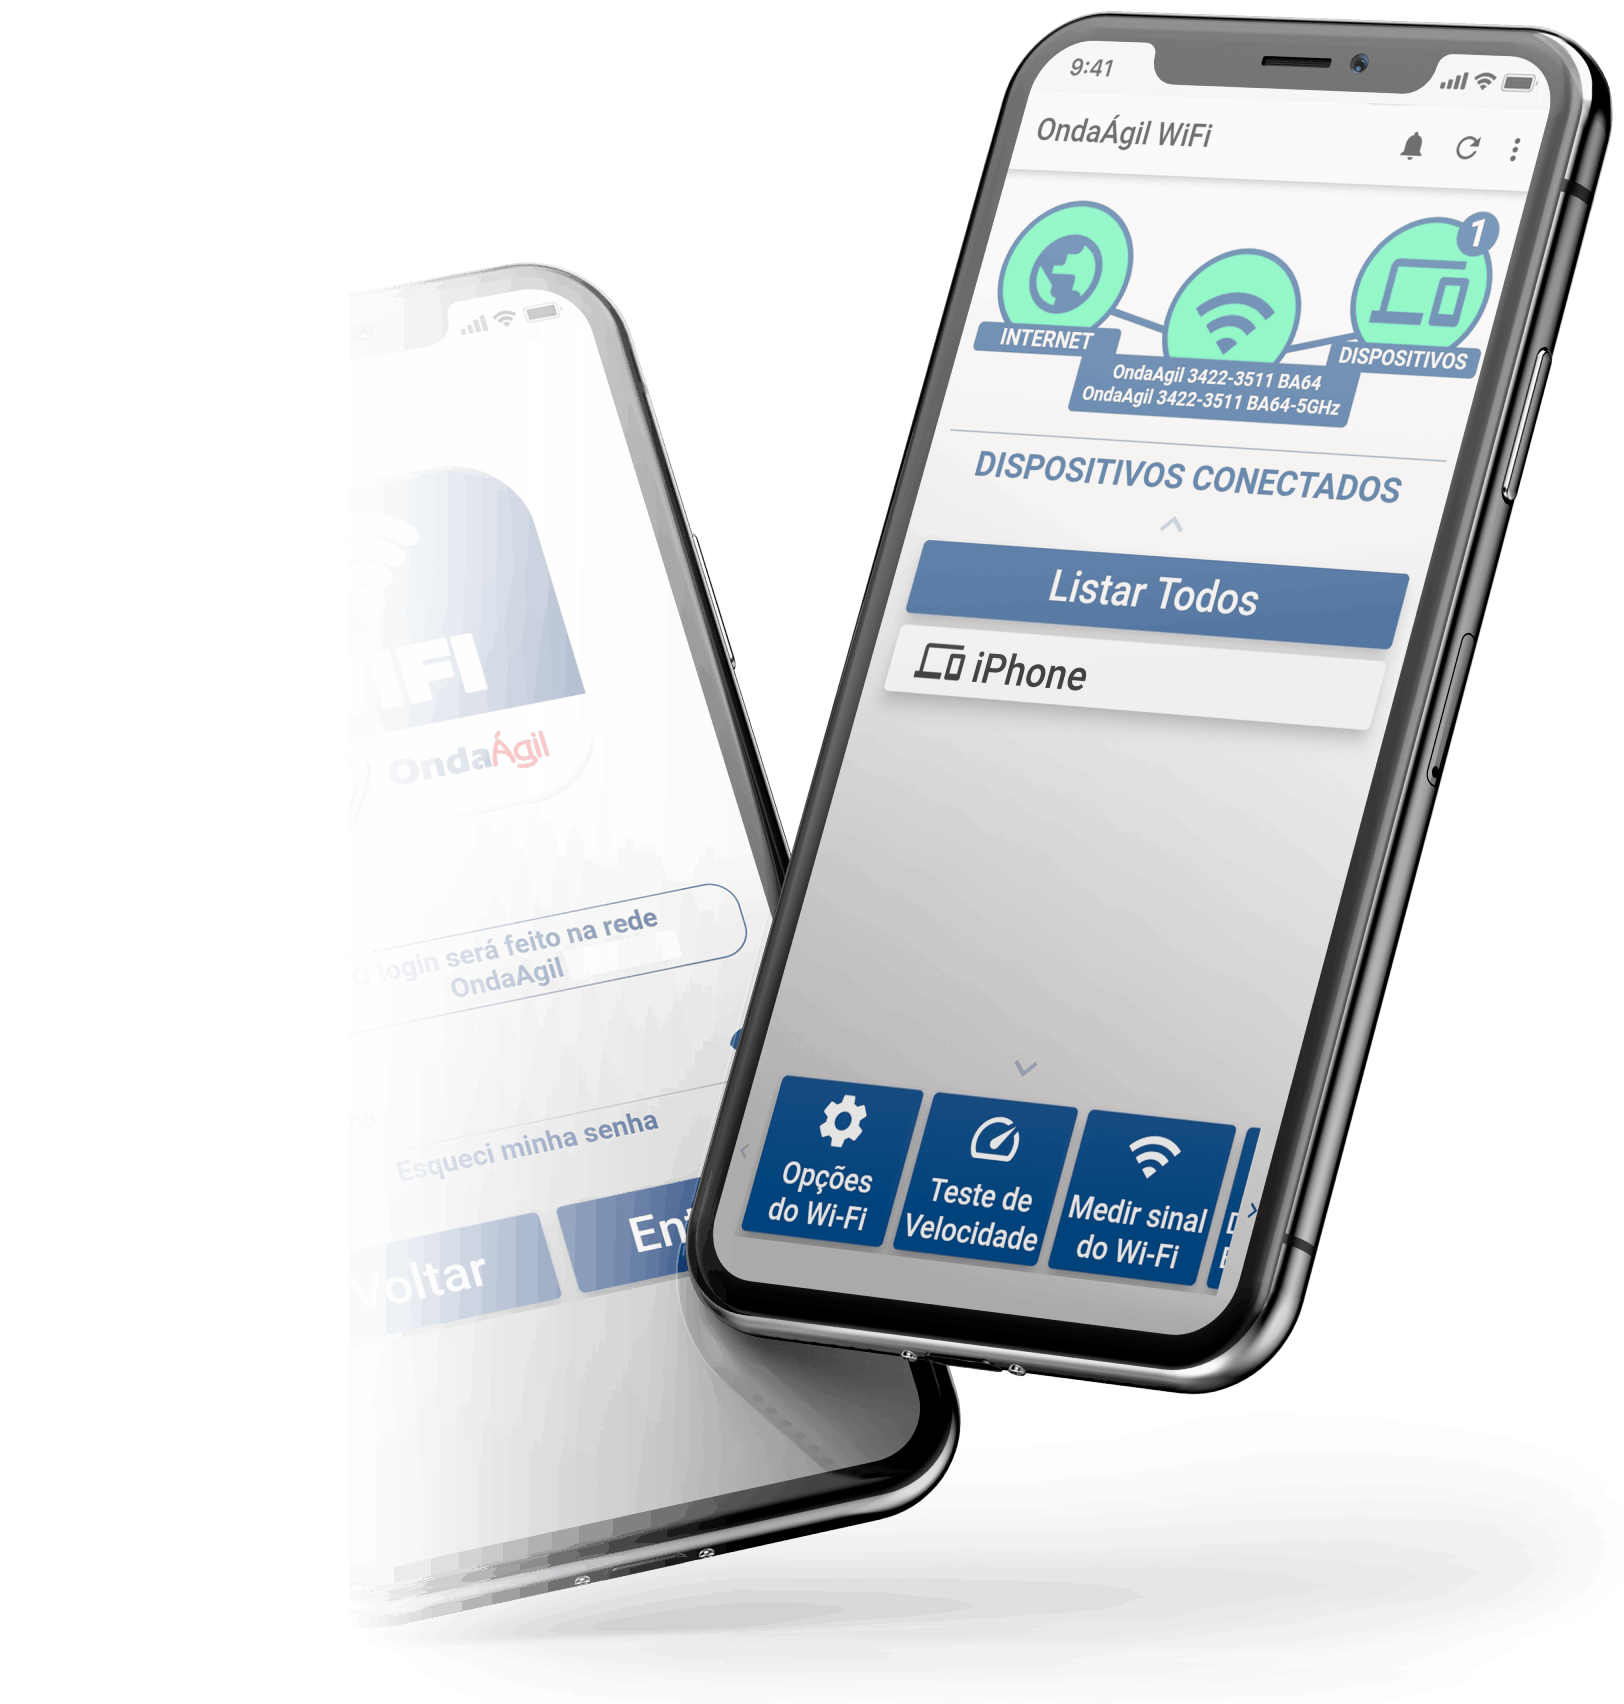 9:41
OndaÁgil WiFi
1
INTERNET
DISPOSITIVOS
OndaAgil 3422-3511 BA64
OndaAgil 3422-3511 BA64-5GHz
DISPOSITIVOS CONECTADOS
Listar Todos
iPhone
Opções
do Wi-Fi
Teste de
Velocidade
Medir sinal
do Wi-Fi
IFI
OndaÁgil
O login será feito na rede
OndaAgil
Esqueci minha senha
Voltar
Ent